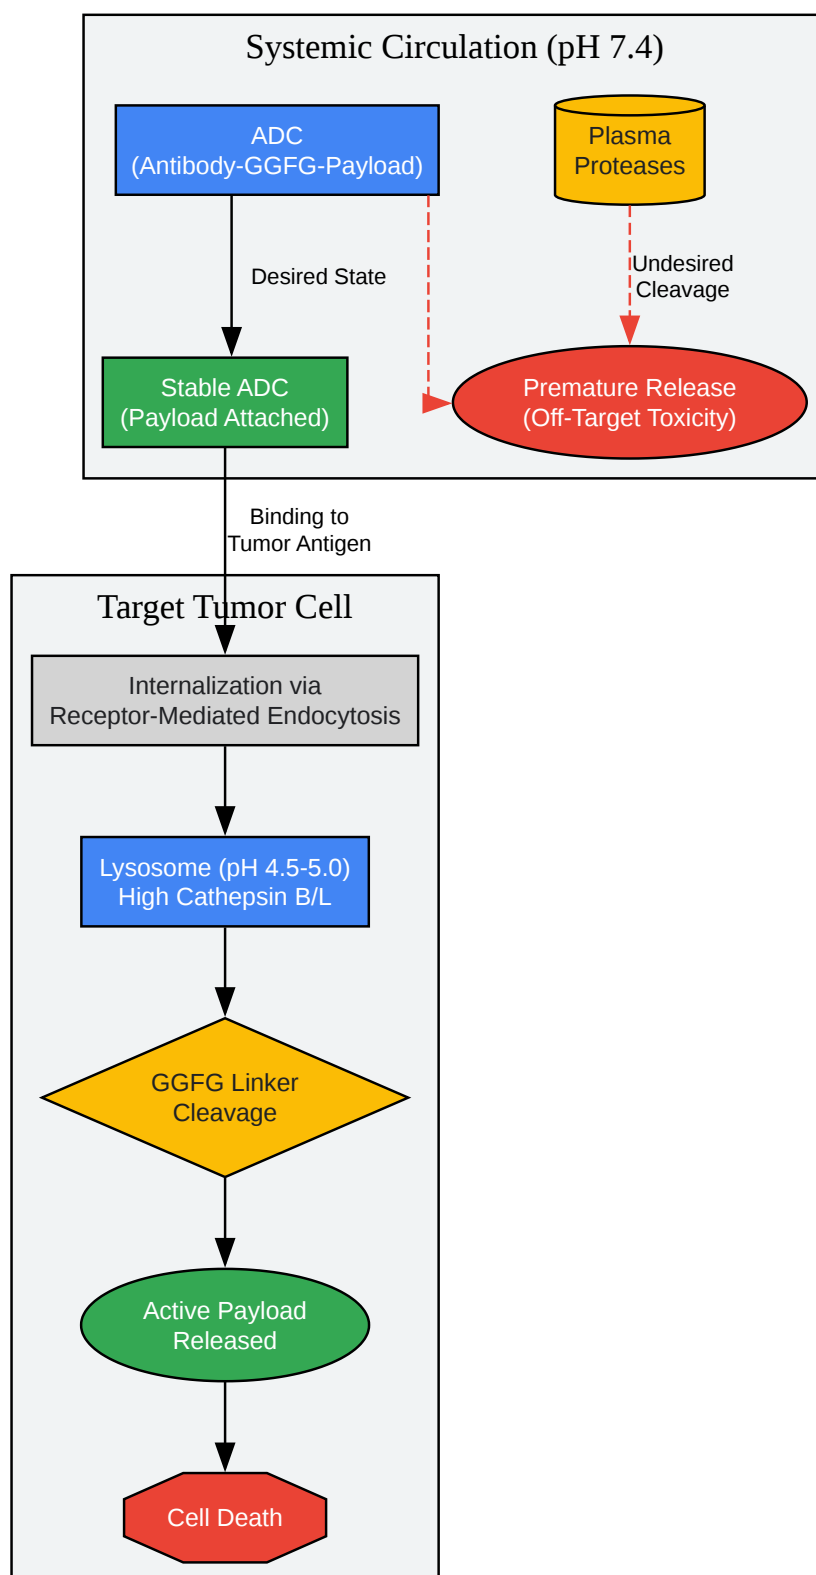 Systemic Circulation (pH 7.4)
ADC
(Antibody-GGFG-Payload)
Plasma
Proteases
Desired State
Undesired
Cleavage
Stable ADC
(Payload Attached)
Premature Release
(Off-Target Toxicity)
Binding to
Tumor Antigen
Target Tumor Cell
Internalization via
Receptor-Mediated Endocytosis
Lysosome (pH 4.5-5.0)
High Cathepsin B/L
GGFG Linker
Cleavage
Active Payload
Released
Cell Death